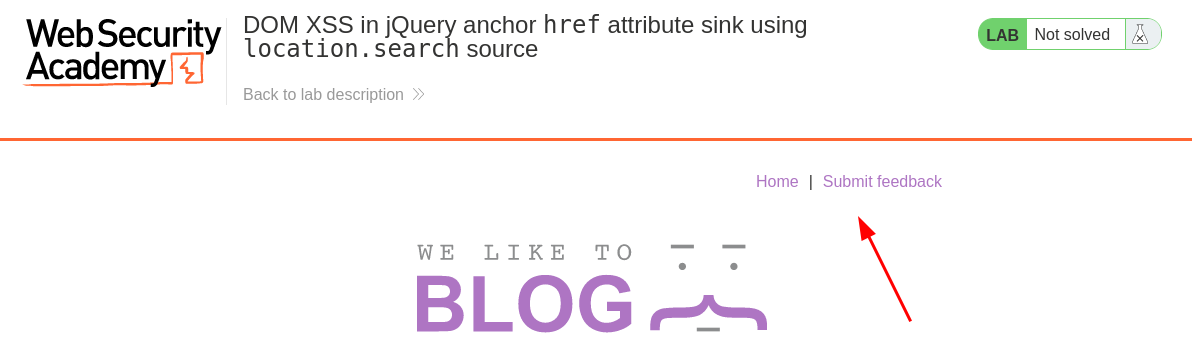 Web Security
Academy
DOM XSS in jQuery anchor href attribute sink using
location.search source
Back to lab description
LAB Not solved
Home | Submit feedback
WE LIKE TO
BLOG